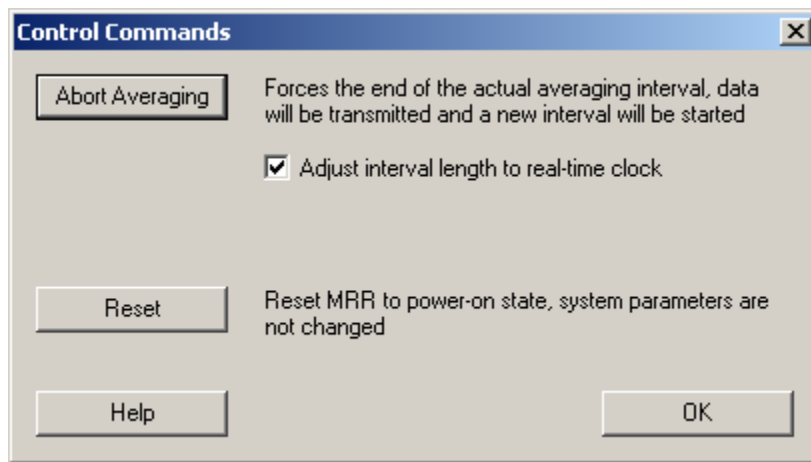 Control Commands
Abort Averaging
Forces the end of the actual averaging interval, data
will be transmitted and a new interval will be started
Adjust interval length to real-time clock
Reset
Reset MRR to power-on state, system parameters are
not changed
Help
OK